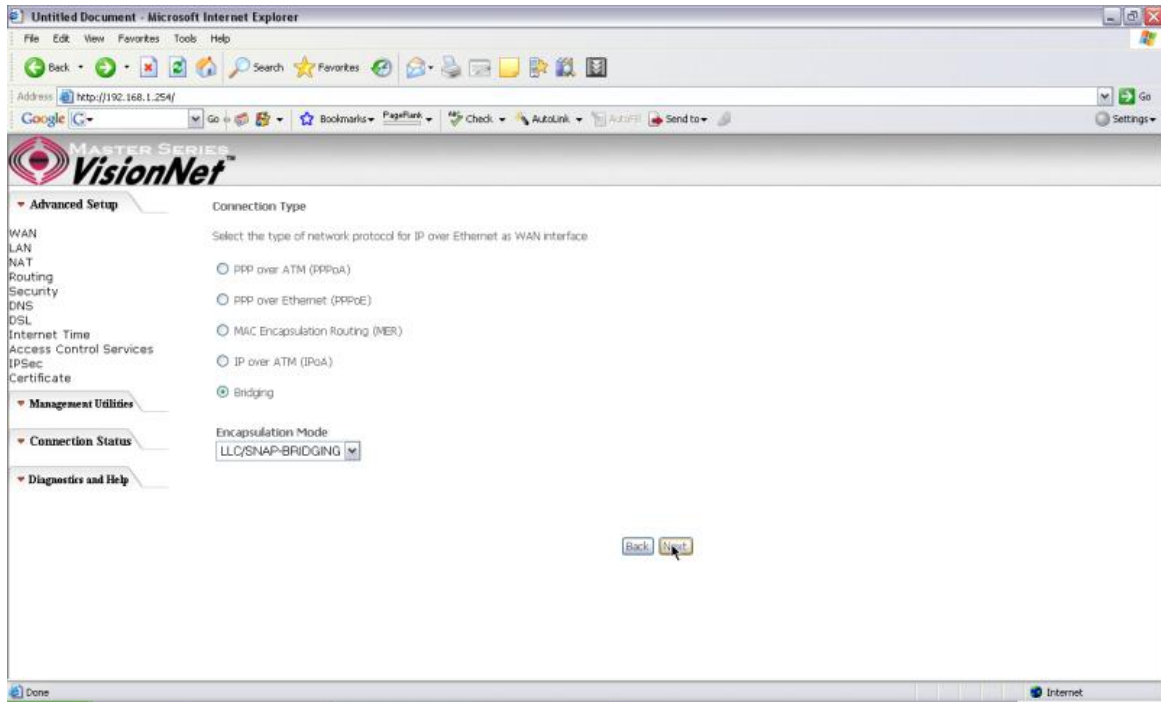 Untitled Document - Microsoft Internet Explorer
File Edit View Favorites Tools Help
Back Search Favorites
Address http://192.168.1.254/ Go
Google G Go Bookmarks PageRank Check AutoLink AutoFill Send to Settings
MASTER SERIES
VisionNet™
Advanced Setup
WAN
LAN
NAT
Routing
Security
DNS
DSL
Internet Time
Access Control Services
IPSec
Certificate
Management Utilities
Connection Status
Diagnostics and Help
Connection Type
Select the type of network protocol for IP over Ethernet as WAN interface
PPP over ATM (PPPoA)
PPP over Ethernet (PPPoE)
MAC Encapsulation Routing (MER)
IP over ATM (IPoA)
Bridging
Encapsulation Mode
LLC/SNAP-BRIDGING
Back Next
Done Internet